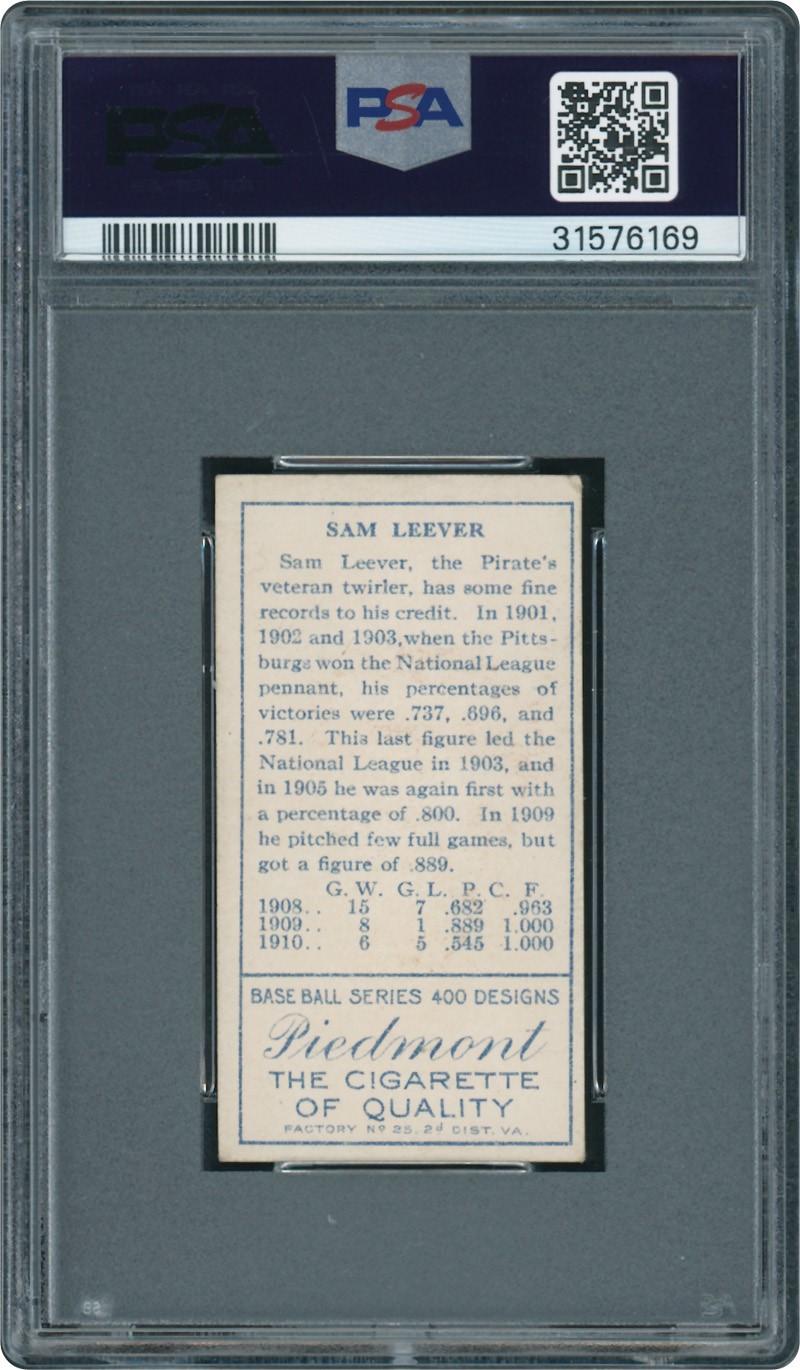 PSA
PSA
31576169
SAM LEEVER
Sam Leever, the Pirate's
veteran twirler, has some fine
records to his credit. In 1901,
1902 and 1903,when the Pitts-
burgs won the National League
pennant, his percentages of
victories were .737, .696, and
.781. This last figure led the
National League in 1903, and
in 1905 he was again first with
a percentage of .800. In 1909
he pitched few full games, but
got a figure of .889.
G. W. G. L. P. C. F.
1908.. 15 7 .682 .963
1909.. 8 1 .889 1.000
1910.. 6 5 .545 1.000
BASE BALL SERIES 400 DESIGNS
Piedmont
THE CIGARETTE
OF QUALITY
FACTORY Nº 25. 2d DIST. VA.